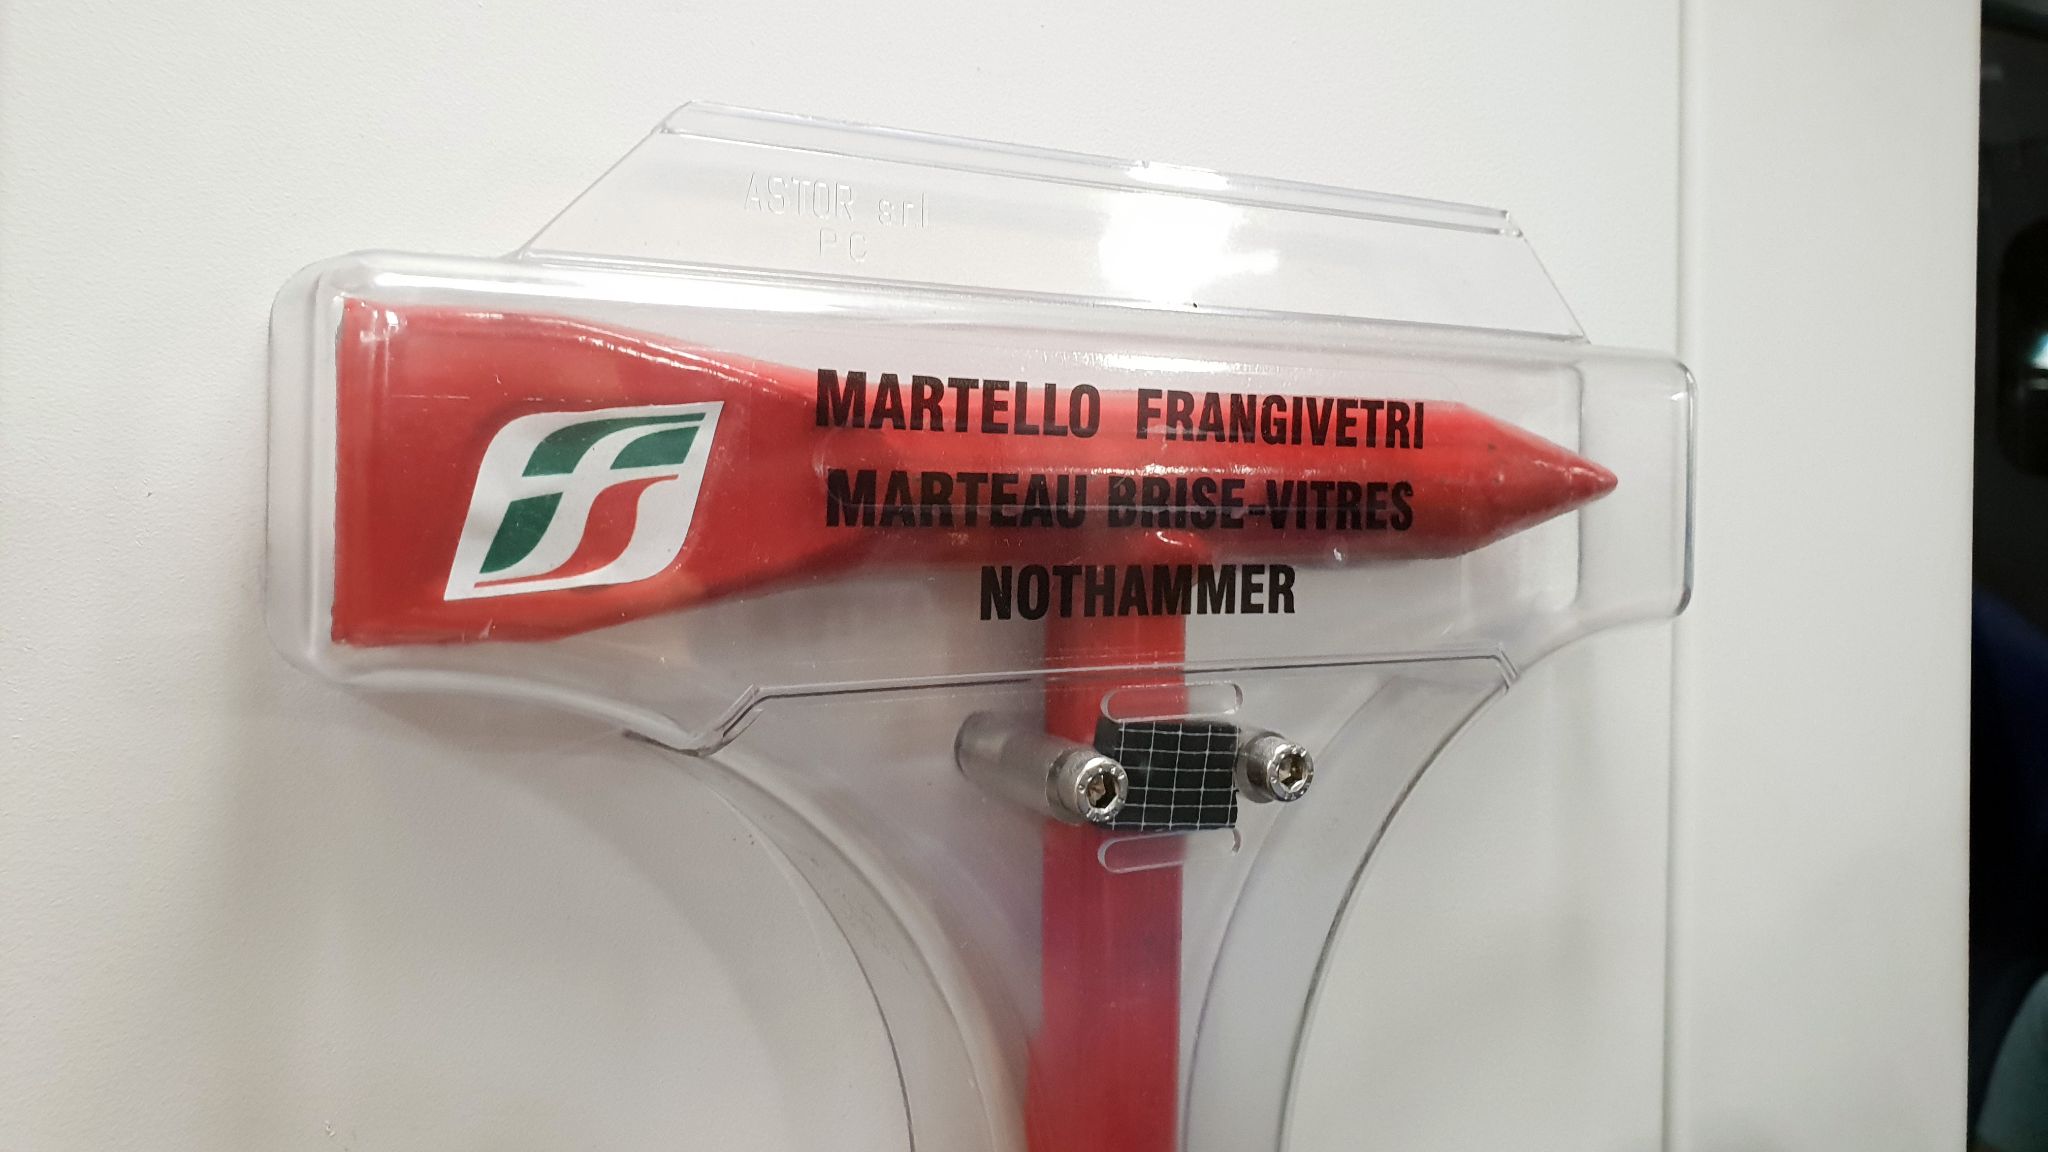 ASTOR srl
PC
MARTELLO FRANGIVETRI
MARTEAU BRISE-VITRES
NOTHAMMER